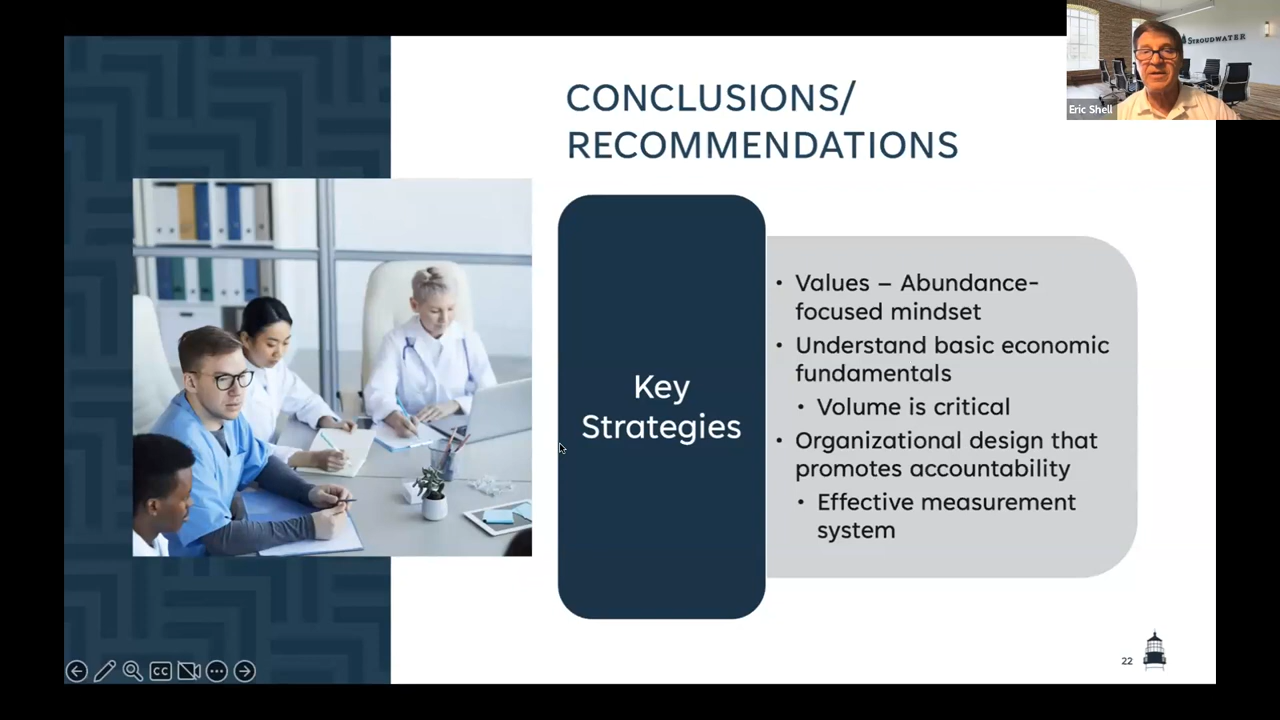 CONCLUSIONS/
RECOMMENDATIONS
Key
Strategies
• Values – Abundance-
focused mindset
• Understand basic economic
fundamentals
• Volume is critical
• Organizational design that
promotes accountability
• Effective measurement
system
22
CC
STROUDWATER
Eric Shell